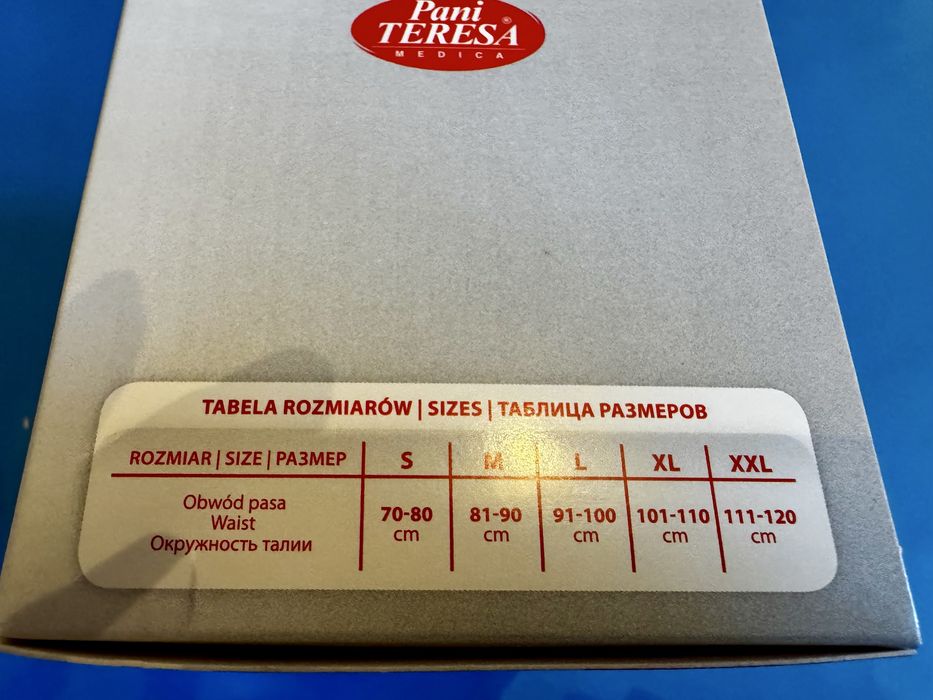 Pani
TERESA®
MEDICA
TABELA ROZMIARÓW | SIZES | ТАБЛИЦА РАЗМЕРОВ
ROZMIAR | SIZE | РАЗМЕР S M L XL XXL
Obwód pasa
Waist
Окружность талии
70-80 81-90 91-100 101-110 111-120
cm cm cm cm cm